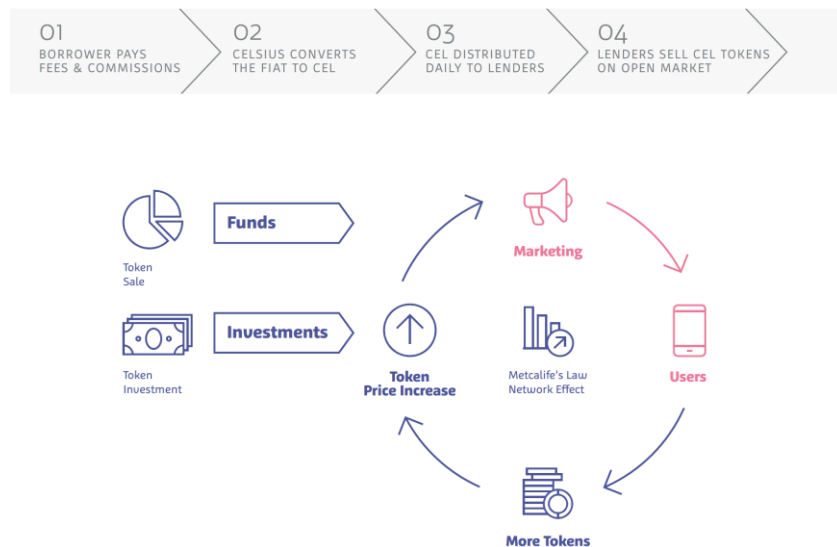 01
BORROWER PAYS
FEES & COMMISSIONS
02
CELSIUS CONVERTS
THE FIAT TO CEL
03
CEL DISTRIBUTED
DAILY TO LENDERS
04
LENDERS SELL CEL TOKENS
ON OPEN MARKET
Funds
Token
Sale
Marketing
Investments
Token
Investment
Token
Price Increase
Metcalife's Law
Network Effect
Users
More Tokens